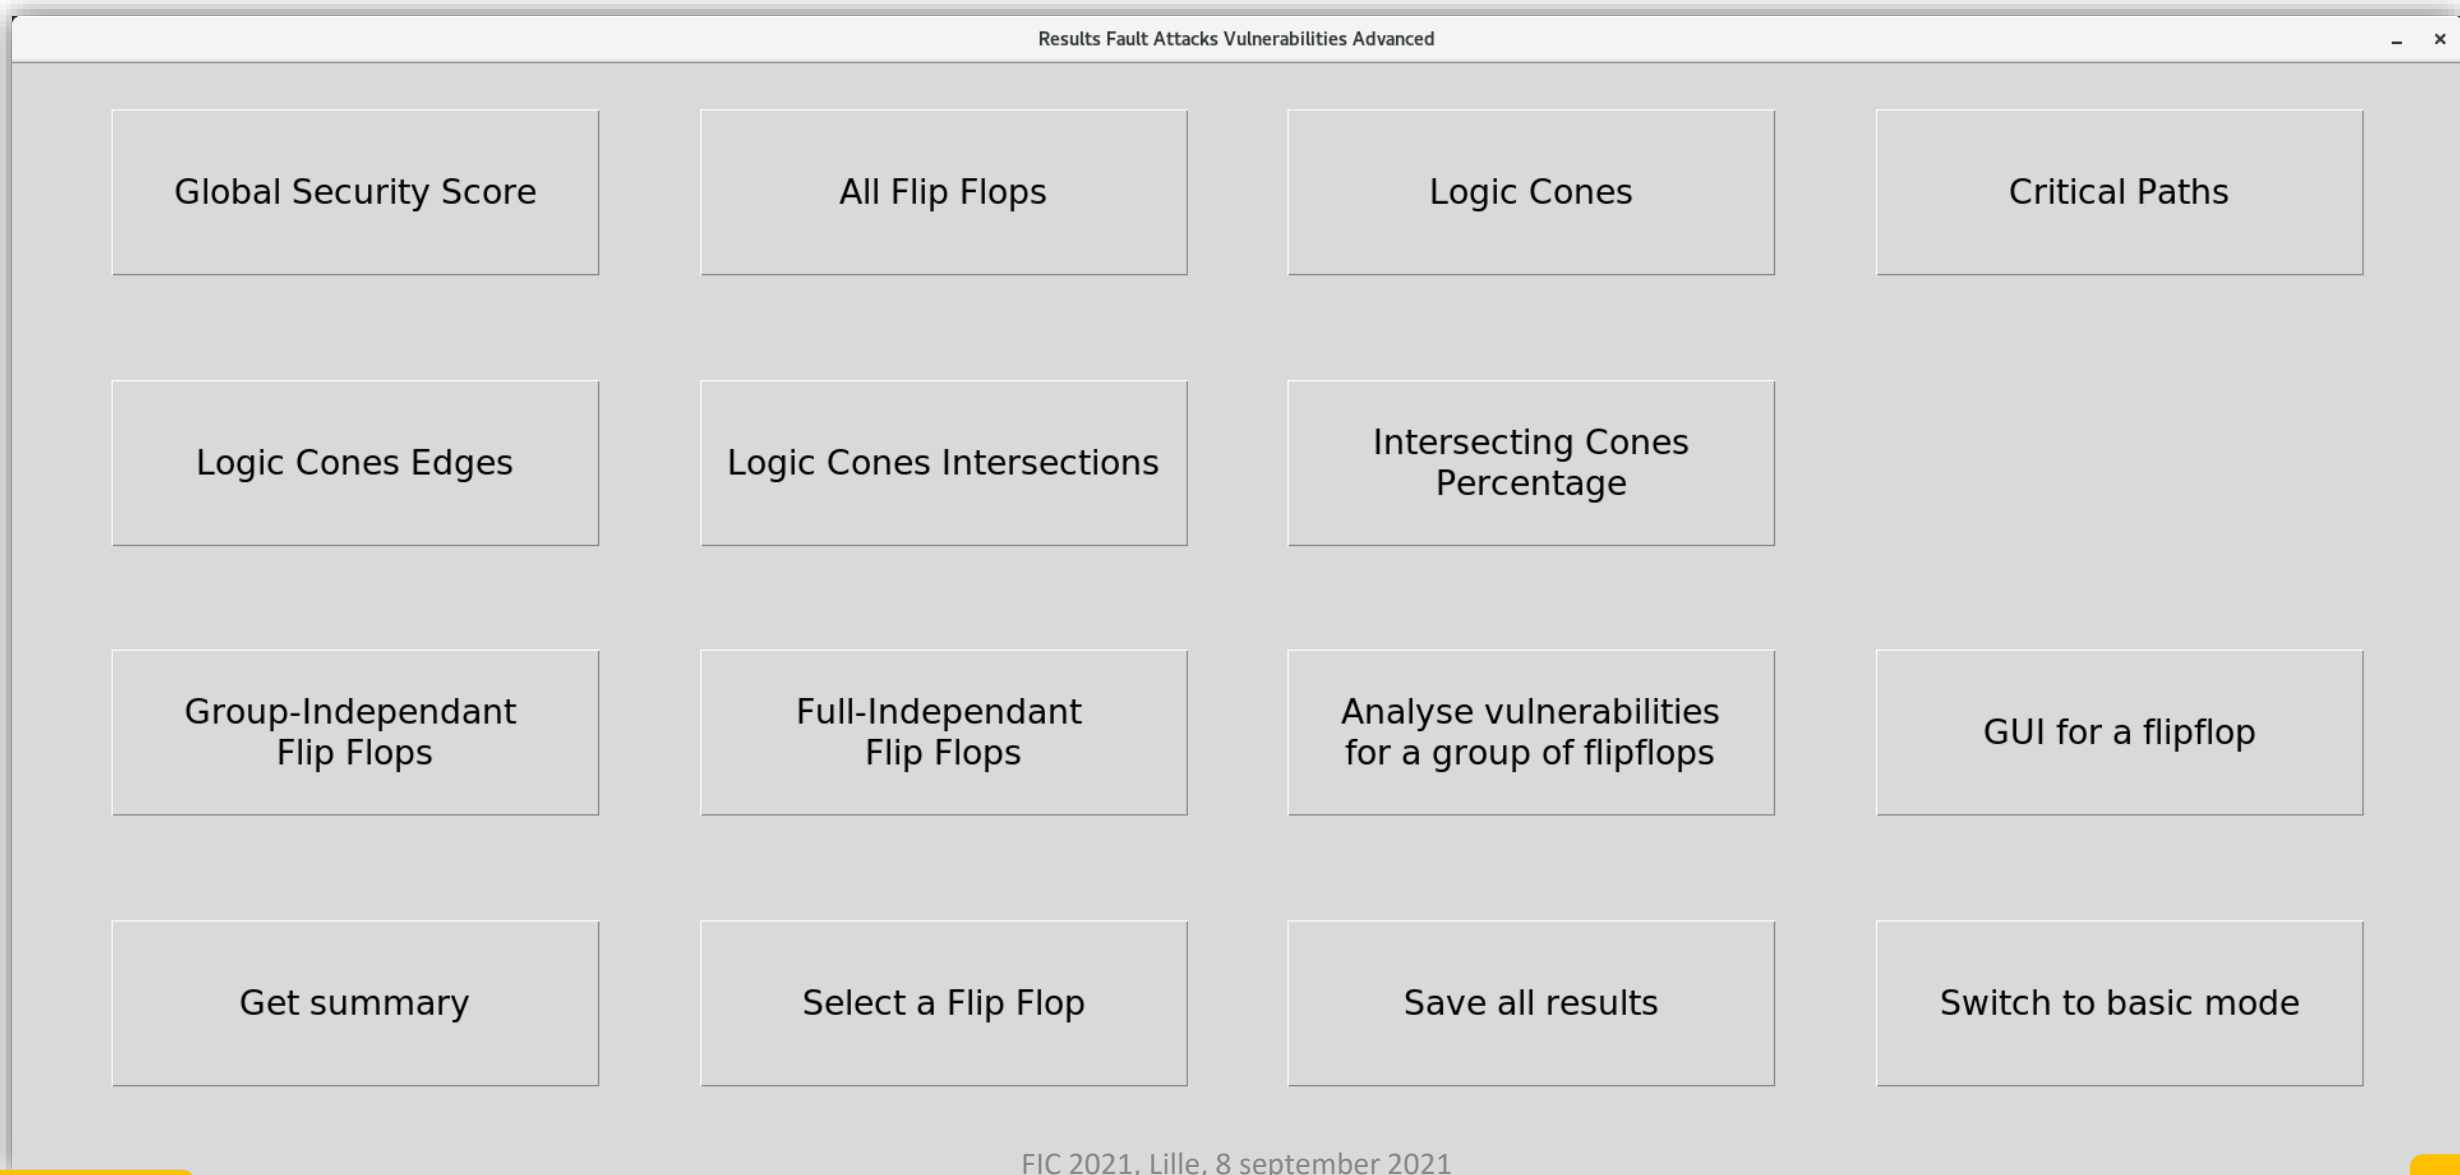 Results Fault Attacks Vulnerabilities Advanced
Global Security Score
All Flip Flops
Logic Cones
Critical Paths
Logic Cones Edges
Logic Cones Intersections
Intersecting Cones
Percentage
Group-Independant
Flip Flops
Full-Independant
Flip Flops
Analyse vulnerabilities
for a group of flipflops
GUI for a flipflop
Get summary
Select a Flip Flop
Save all results
Switch to basic mode
FIC 2021, Lille, 8 september 2021